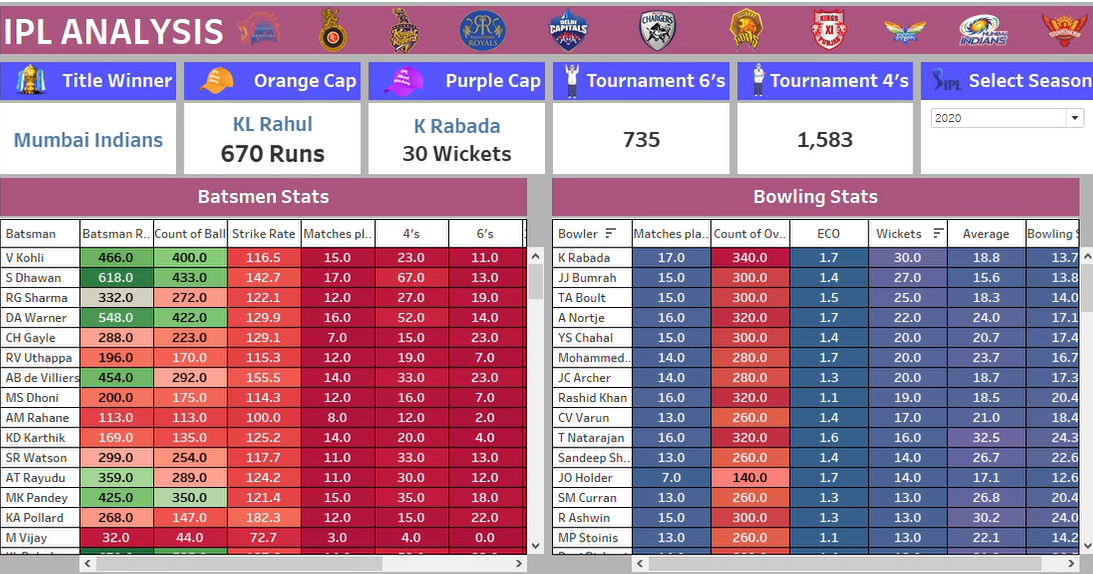 IPL ANALYSIS
Title Winner
Orange Cap
Purple Cap
Tournament 6's
Tournament 4's
IPL Select Season
Mumbai Indians
KL Rahul
670 Runs
K Rabada
30 Wickets
735
1,583
2020
Batsmen Stats
Batsman Batsman R.. Count of Ball Strike Rate Matches pl.. 4's 6's
V Kohli 466.0 400.0 116.5 15.0 23.0 11.0
S Dhawan 618.0 433.0 142.7 17.0 67.0 13.0
RG Sharma 332.0 272.0 122.1 12.0 27.0 19.0
DA Warner 548.0 422.0 129.9 16.0 52.0 14.0
CH Gayle 288.0 223.0 129.1 7.0 15.0 23.0
RV Uthappa 196.0 170.0 115.3 12.0 19.0 7.0
AB de Villiers 454.0 292.0 155.5 14.0 33.0 23.0
MS Dhoni 200.0 175.0 114.3 12.0 16.0 7.0
AM Rahane 113.0 113.0 100.0 8.0 12.0 2.0
KD Karthik 169.0 135.0 125.2 14.0 20.0 4.0
SR Watson 299.0 254.0 117.7 11.0 33.0 13.0
AT Rayudu 359.0 289.0 124.2 11.0 30.0 12.0
MK Pandey 425.0 350.0 121.4 15.0 35.0 18.0
KA Pollard 268.0 147.0 182.3 12.0 15.0 22.0
M Vijay 32.0 44.0 72.7 3.0 4.0 0.0
Bowling Stats
Bowler Matches pla.. Count of Ov.. ECO Wickets Average Bowling S
K Rabada 17.0 340.0 1.7 30.0 18.8 13.7
JJ Bumrah 15.0 300.0 1.4 27.0 15.6 13.8
TA Boult 15.0 300.0 1.5 25.0 18.3 14.0
A Nortje 16.0 320.0 1.7 22.0 24.0 17.1
YS Chahal 15.0 300.0 1.4 20.0 20.7 17.4
Mohammed.. 14.0 280.0 1.7 20.0 23.7 16.7
JC Archer 14.0 280.0 1.3 20.0 18.7 17.3
Rashid Khan 16.0 320.0 1.1 19.0 18.5 20.4
CV Varun 13.0 260.0 1.4 17.0 21.0 18.4
T Natarajan 16.0 320.0 1.6 16.0 32.5 24.3
Sandeep Sh.. 13.0 260.0 1.4 14.0 26.7 22.6
JO Holder 7.0 140.0 1.7 14.0 17.1 12.6
SM Curran 13.0 260.0 1.3 13.0 26.8 20.4
R Ashwin 15.0 300.0 1.3 13.0 30.2 24.0
MP Stoinis 13.0 260.0 1.1 13.0 22.1 14.2